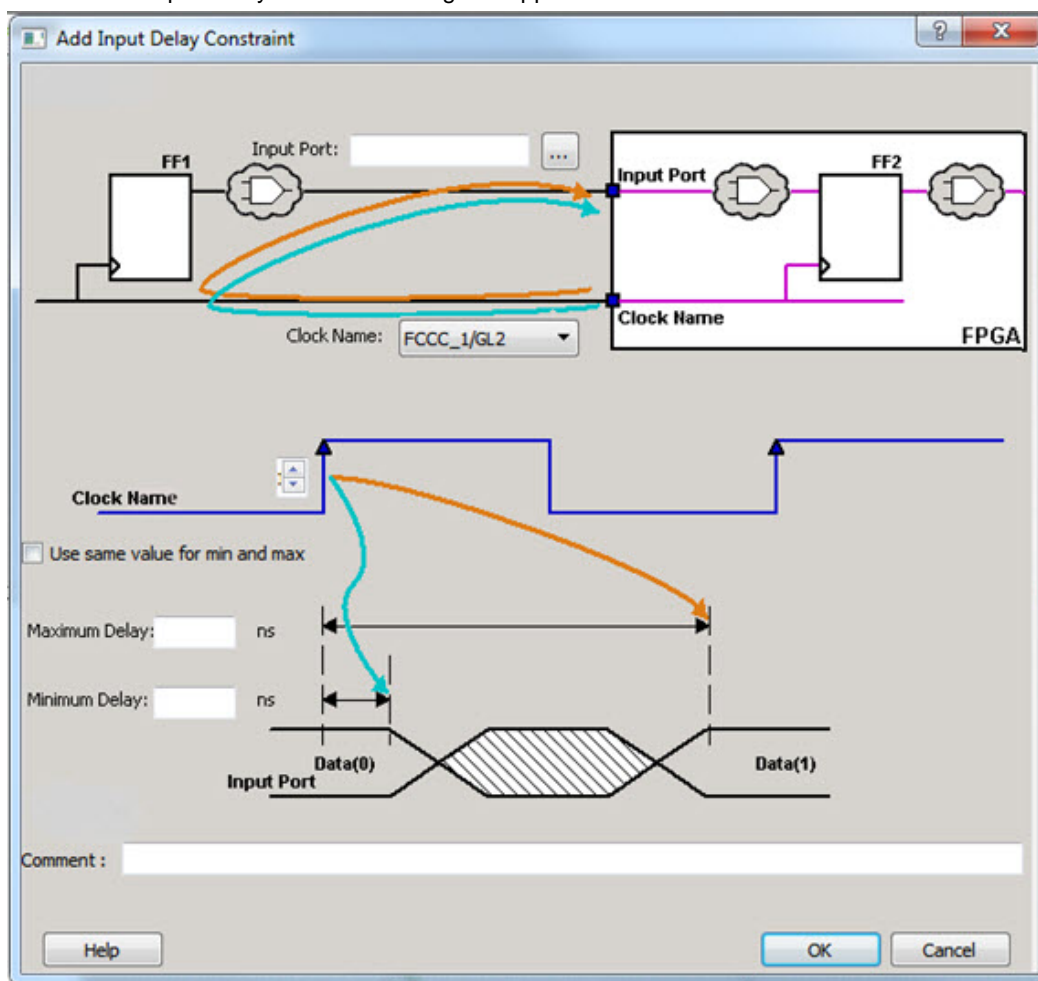 Add Input Delay Constraint
Input Port:
...
FF1
Input Port
FF2
Clock Name
FPGA
Clock Name:
FCCC_1/GL2
Clock Name
Use same value for min and max
Maximum Delay:
ns
Minimum Delay:
ns
Data(0)
Data(1)
Input Port
Comment :
Help
OK
Cancel